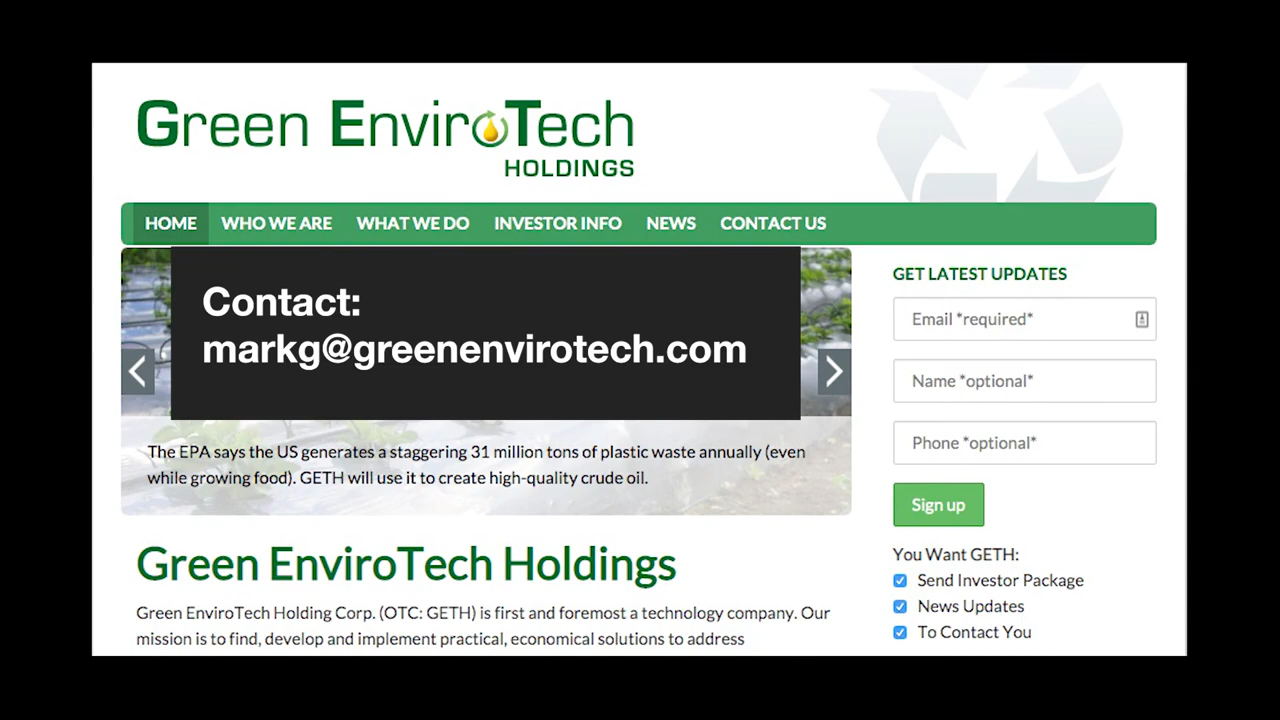 Green EnviroTech
HOLDINGS
HOME WHO WE ARE WHAT WE DO INVESTOR INFO NEWS CONTACT US
Contact:
markg@greenenvirotech.com
The EPA says the US generates a staggering 31 million tons of plastic waste annually (even
while growing food). GETH will use it to create high-quality crude oil.
Green EnviroTech Holdings
Green EnviroTech Holding Corp. (OTC: GETH) is first and foremost a technology company. Our
mission is to find, develop and implement practical, economical solutions to address
GET LATEST UPDATES
Email *required*
Name *optional*
Phone *optional*
Sign up
You Want GETH:
Send Investor Package
News Updates
To Contact You